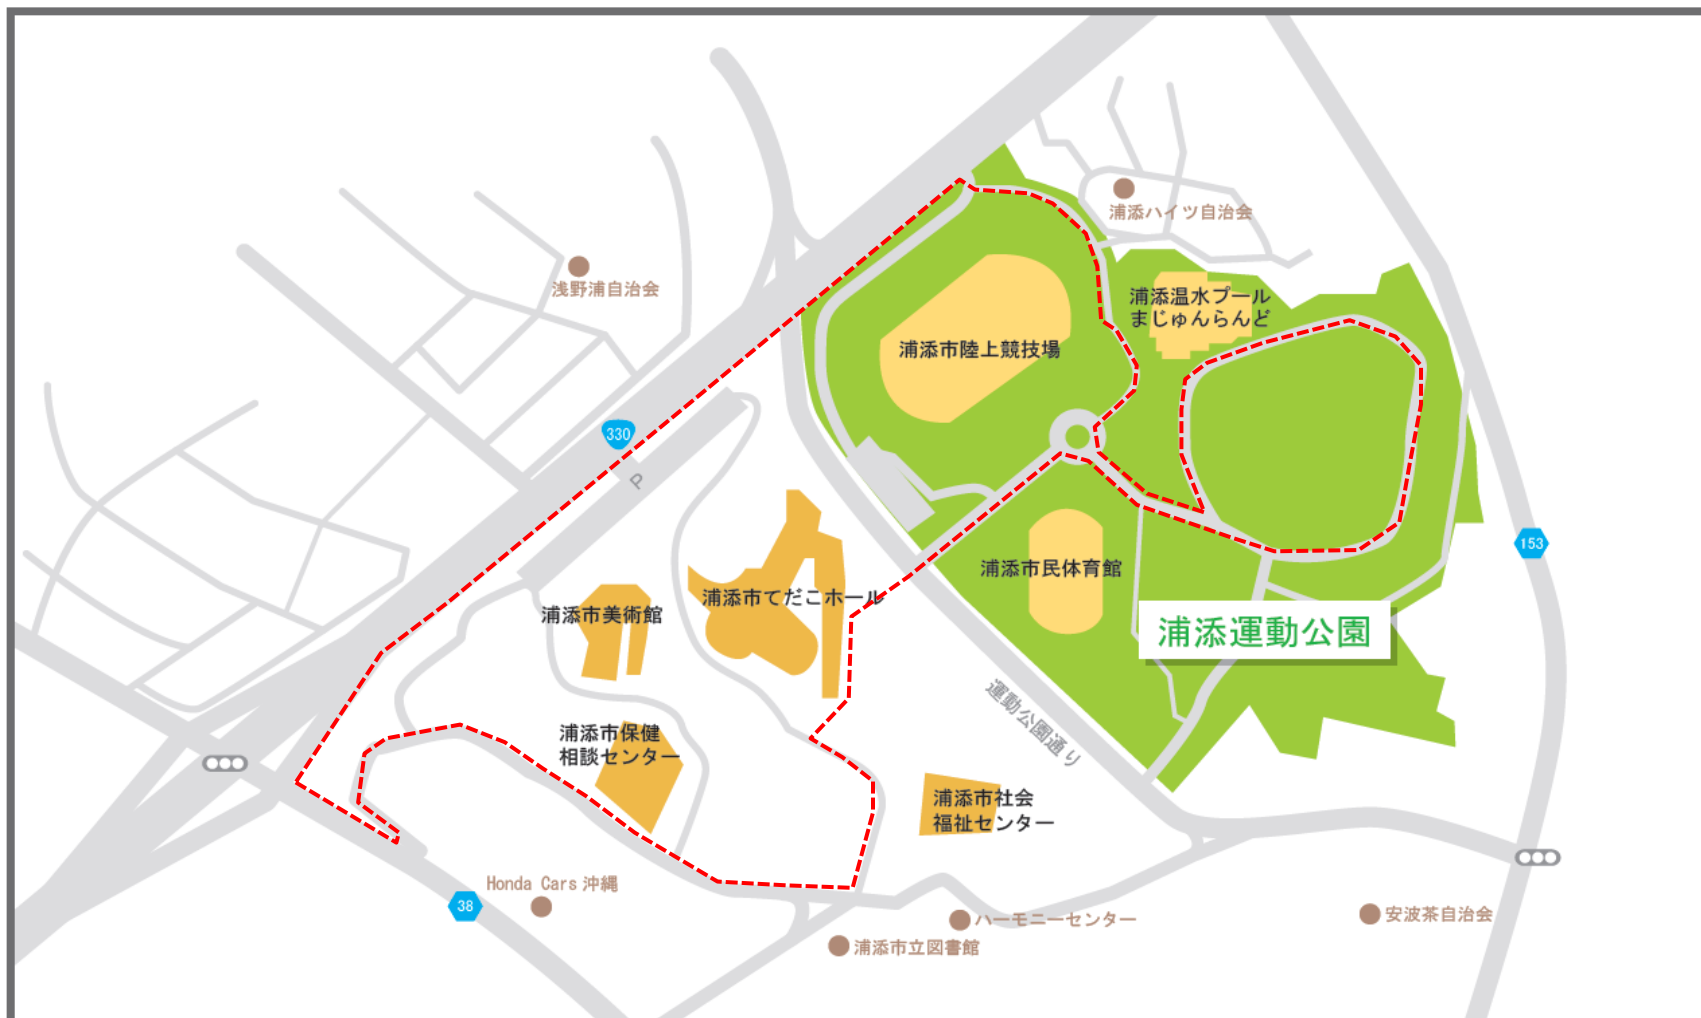 浦添ハイツ自治会
浅野浦自治会
浦添温水プール
まじゅんらんど
浦添市陸上競技場
330
P
153
浦添市民体育館
浦添市てだこホール
浦添市美術館
浦添運動公園
運動公園通り
浦添市保健
相談センター
浦添市社会
福祉センター
Honda Cars 沖縄
38
ハーモニーセンター
安波茶自治会
浦添市立図書館